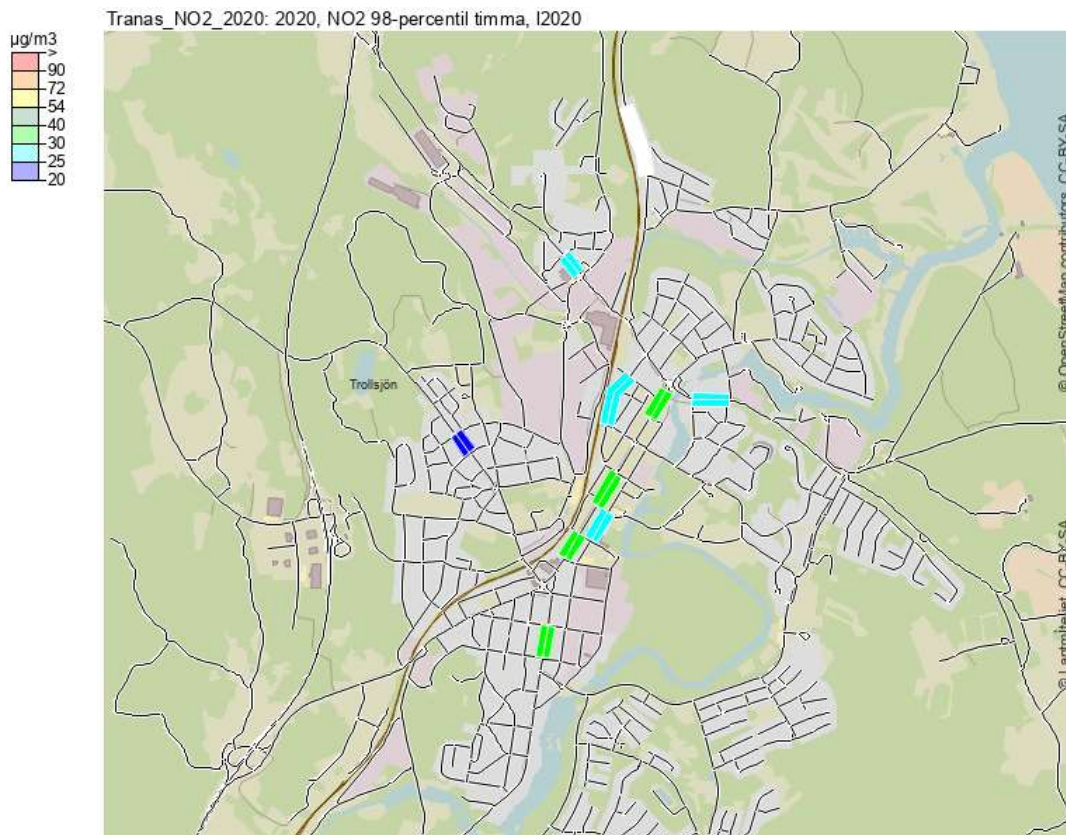 Tranas_NO2_2020: 2020, NO2 98-percentil timma, I2020
µg/m3
>
90
72
54
40
30
25
20
Trollsjön
© OpenStreetMap contributors, CC BY-SA
© Lantmäteriet, CC BY-SA